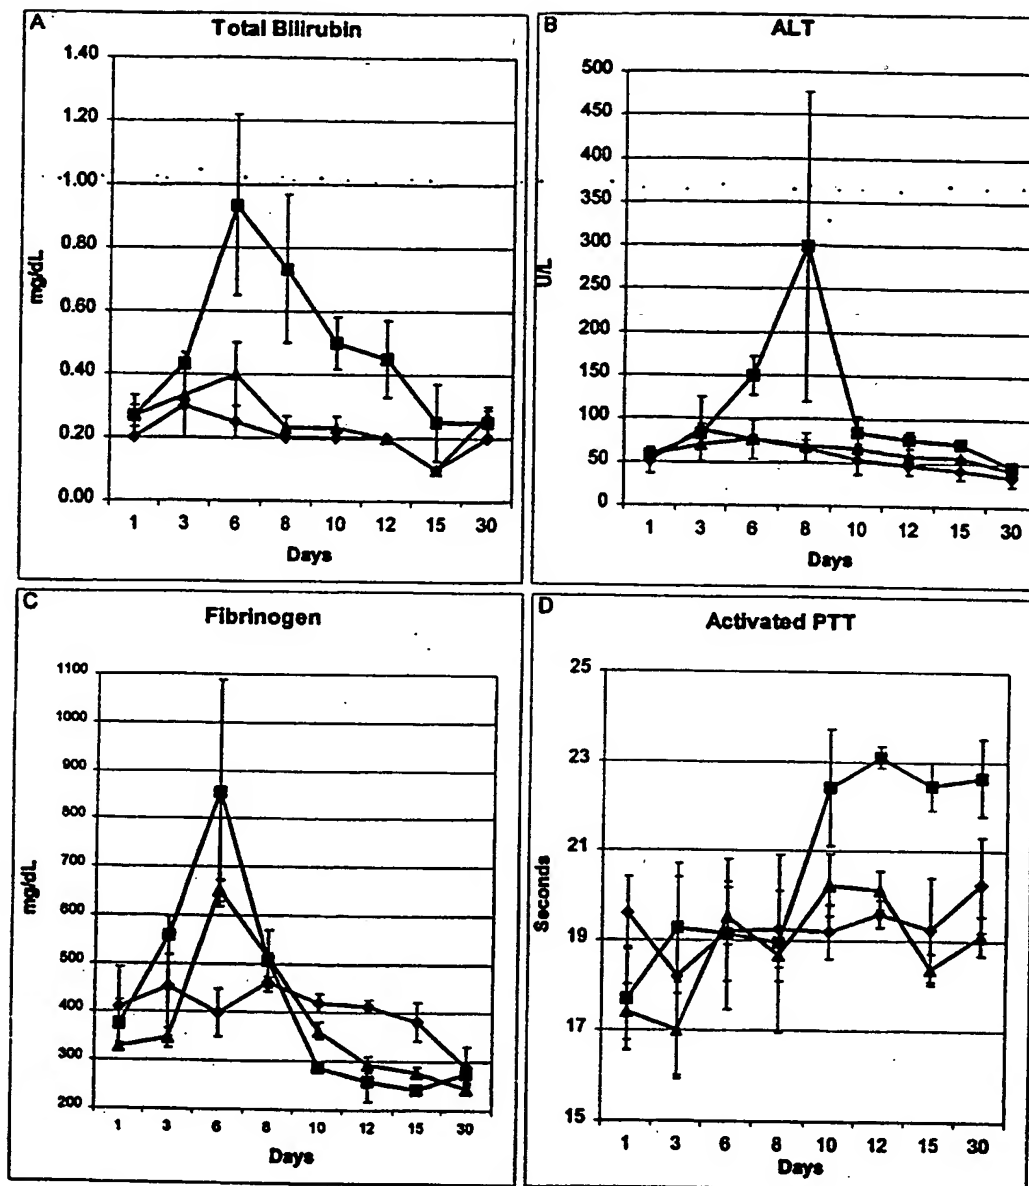 A
Total Bilirubin
1.40
1.20
1.00
0.80
0.60
0.40
0.20
0.00
mg/dL
1 3 6 8 10 12 15 30
Days
B
ALT
500
450
400
350
300
250
200
150
100
50
0
U/L
1 3 6 8 10 12 15 30
Days
C
Fibrinogen
1100
1000
900
800
700
600
500
400
300
200
mg/dL
1 3 6 8 10 12 15 30
Days
D
Activated PTT
25
23
21
19
17
15
Seconds
1 3 6 8 10 12 15 30
Days